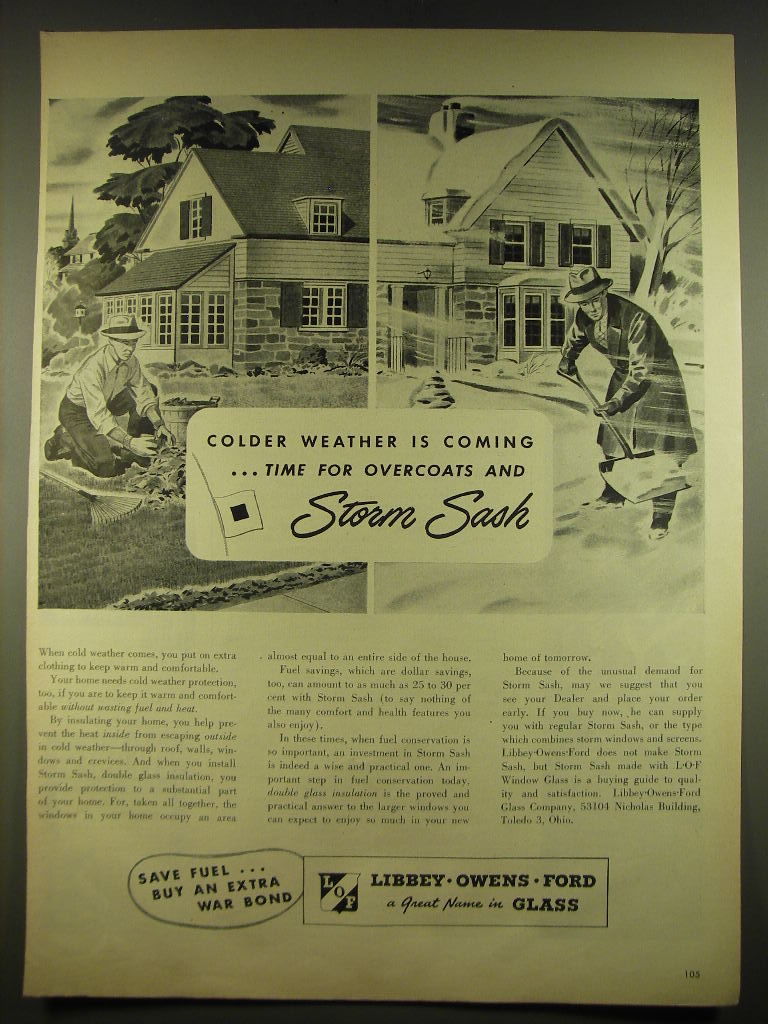 COLDER WEATHER IS COMING
...TIME FOR OVERCOATS AND
Storm Sash
When cold weather comes, you put on extra
clothing to keep warm and comfortable.
Your home needs cold weather protection,
too, if you are to keep it warm and comfort-
able without wasting fuel and heat.
By insulating your home, you help pre-
vent the heat inside from escaping outside
in cold weather—through roof, walls, win-
dows and crevices. And when you install
Storm Sash, double glass insulation, you
provide protection to a substantial part
of your home. For, taken all together, the
windows in your home occupy an area
almost equal to an entire side of the house.
Fuel savings, which are dollar savings,
too, can amount to as much as 25 to 30 per
cent with Storm Sash (to say nothing of
the many comfort and health features you
also enjoy).
In these times, when fuel conservation is
so important, an investment in Storm Sash
is indeed a wise and practical one. An im-
portant step in fuel conservation today,
double glass insulation is the proved and
practical answer to the larger windows you
can expect to enjoy so much in your new
home of tomorrow.
Because of the unusual demand for
Storm Sash, may we suggest that you
see your Dealer and place your order
early. If you buy now, he can supply
you with regular Storm Sash, or the type
which combines storm windows and screens.
Libbey·Owens·Ford does not make Storm
Sash, but Storm Sash made with L·O·F
Window Glass is a buying guide to qual-
ity and satisfaction. Libbey·Owens·Ford
Glass Company, 53104 Nicholas Building,
Toledo 3, Ohio.
SAVE FUEL ...
BUY AN EXTRA
WAR BOND
LOF
LIBBEY·OWENS·FORD
a Great Name in GLASS
105